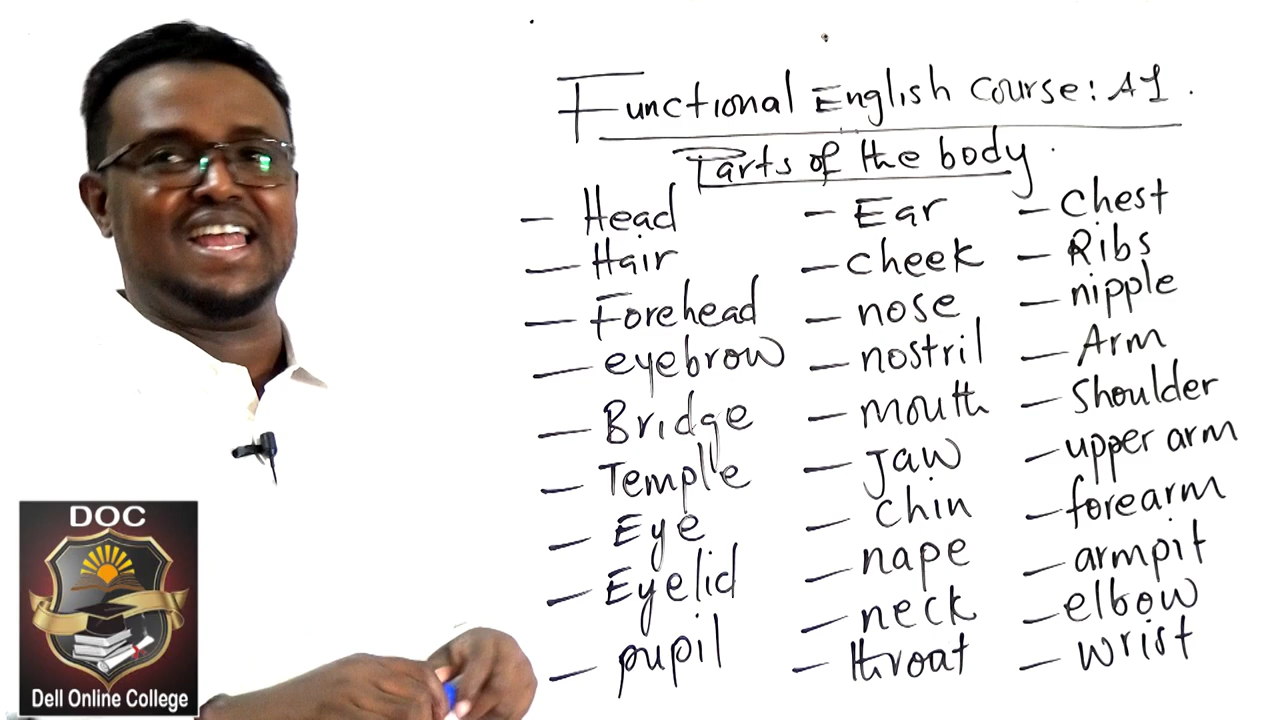 Functional English Course: A1.
Parts of the body.
- Head
- Hair
- Forehead
- eyebrow
- Bridge
- Temple
- Eye
- Eyelid
- pupil
- Ear
- cheek
- nose
- nostril
- mouth
- Jaw
- chin
- nape
- neck
- throat
- Chest
- Ribs
- nipple
- Arm
- Shoulder
- upper arm
- forearm
- armpit
- elbow
- wrist
DOC
Dell Online College